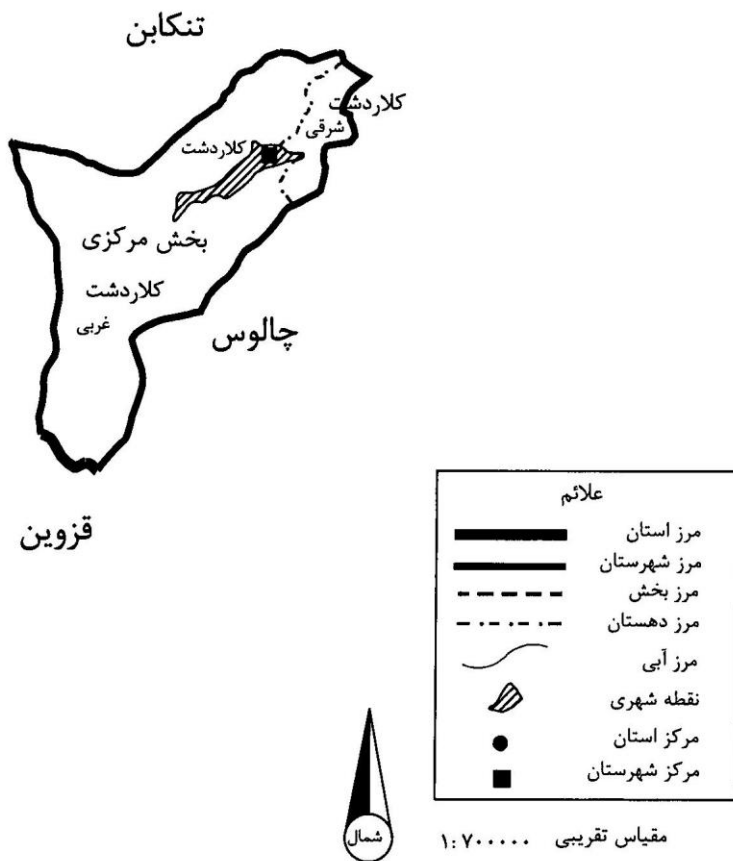 تنکابن
کلاردشت
شرقی
کلاردشت
بخش مرکزی
کلاردشت
غربی
چالوس
قزوین
علائم
مرز استان
مرز شهرستان
مرز بخش
مرز دهستان
مرز آبی
نقطه شهری
مرکز استان
مرکز شهرستان
شمال
مقیاس تقریبی ۱:۷۰۰۰۰۰